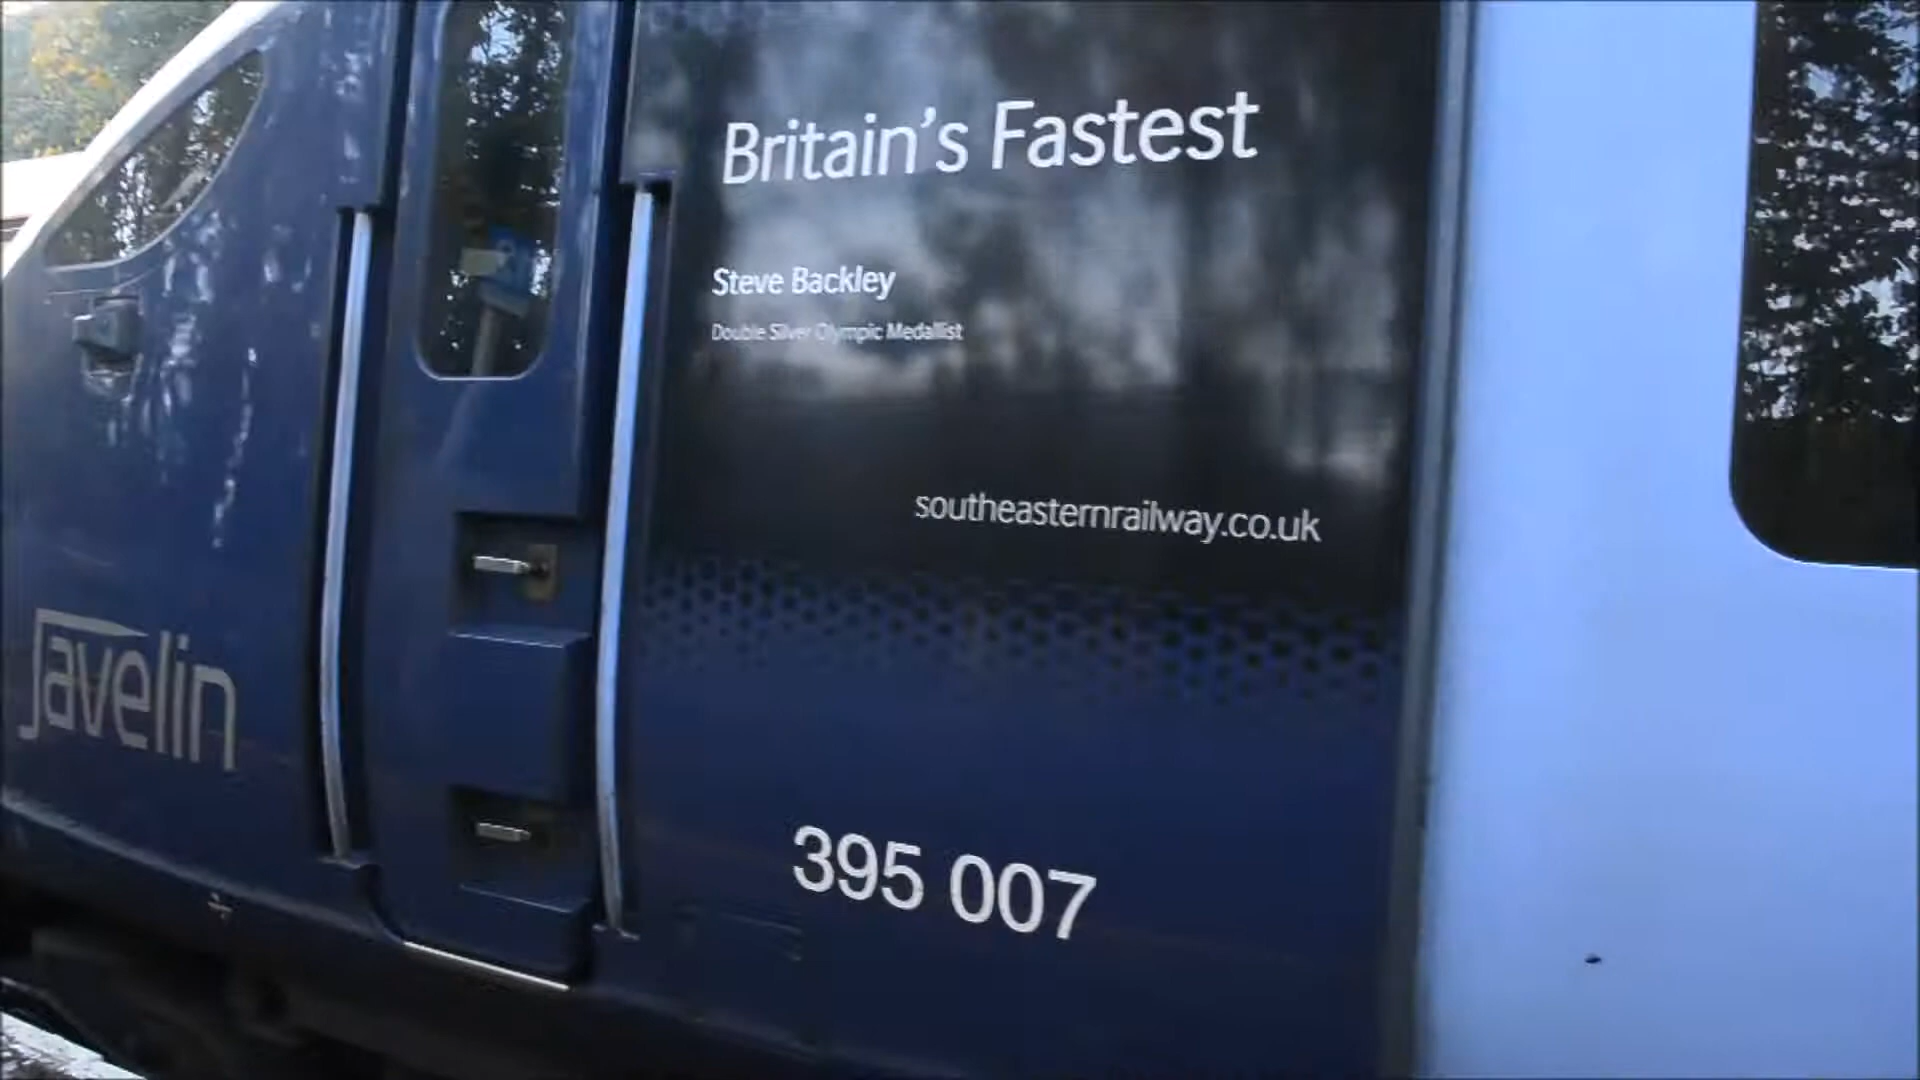 Britain's Fastest
Steve Backley
Double Silver Olympic Medallist
southeasternrailway.co.uk
Javelin
395 007